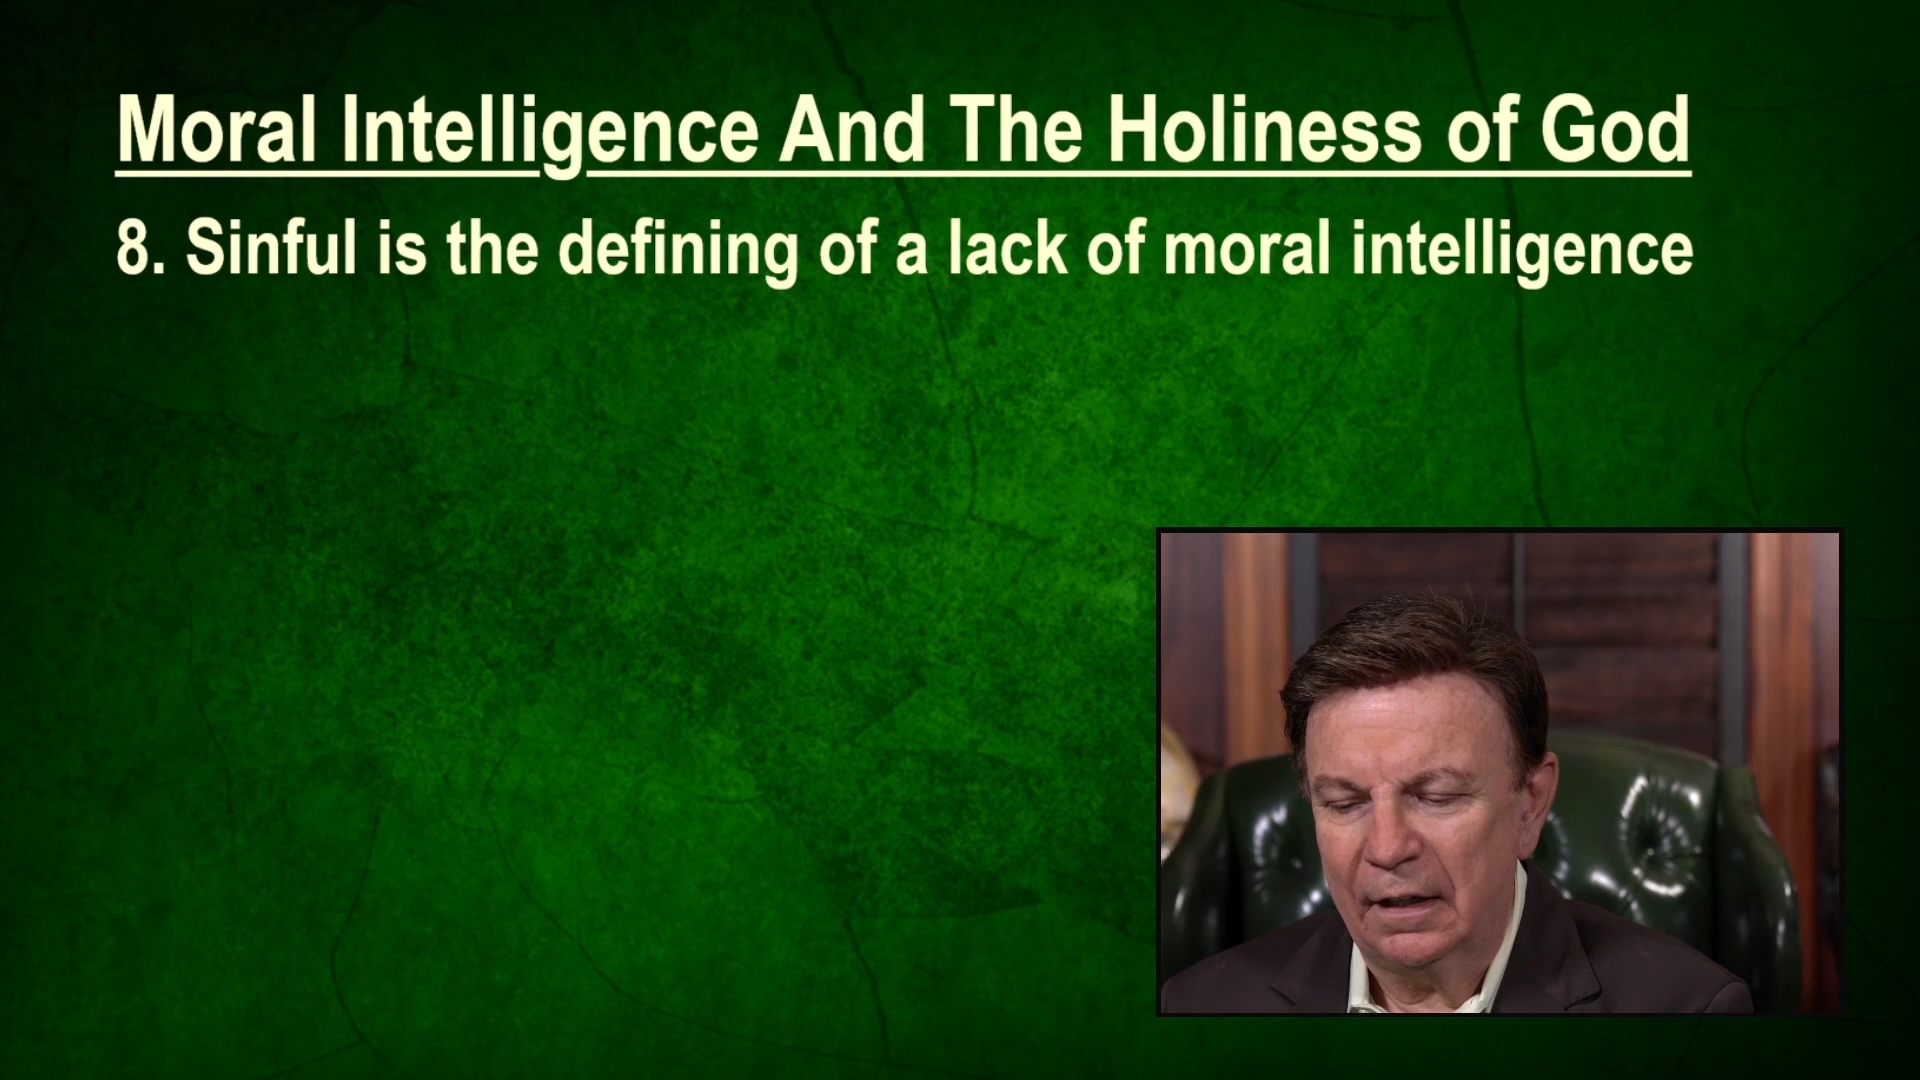 Moral Intelligence And The Holiness of God
8. Sinful is the defining of a lack of moral intelligence